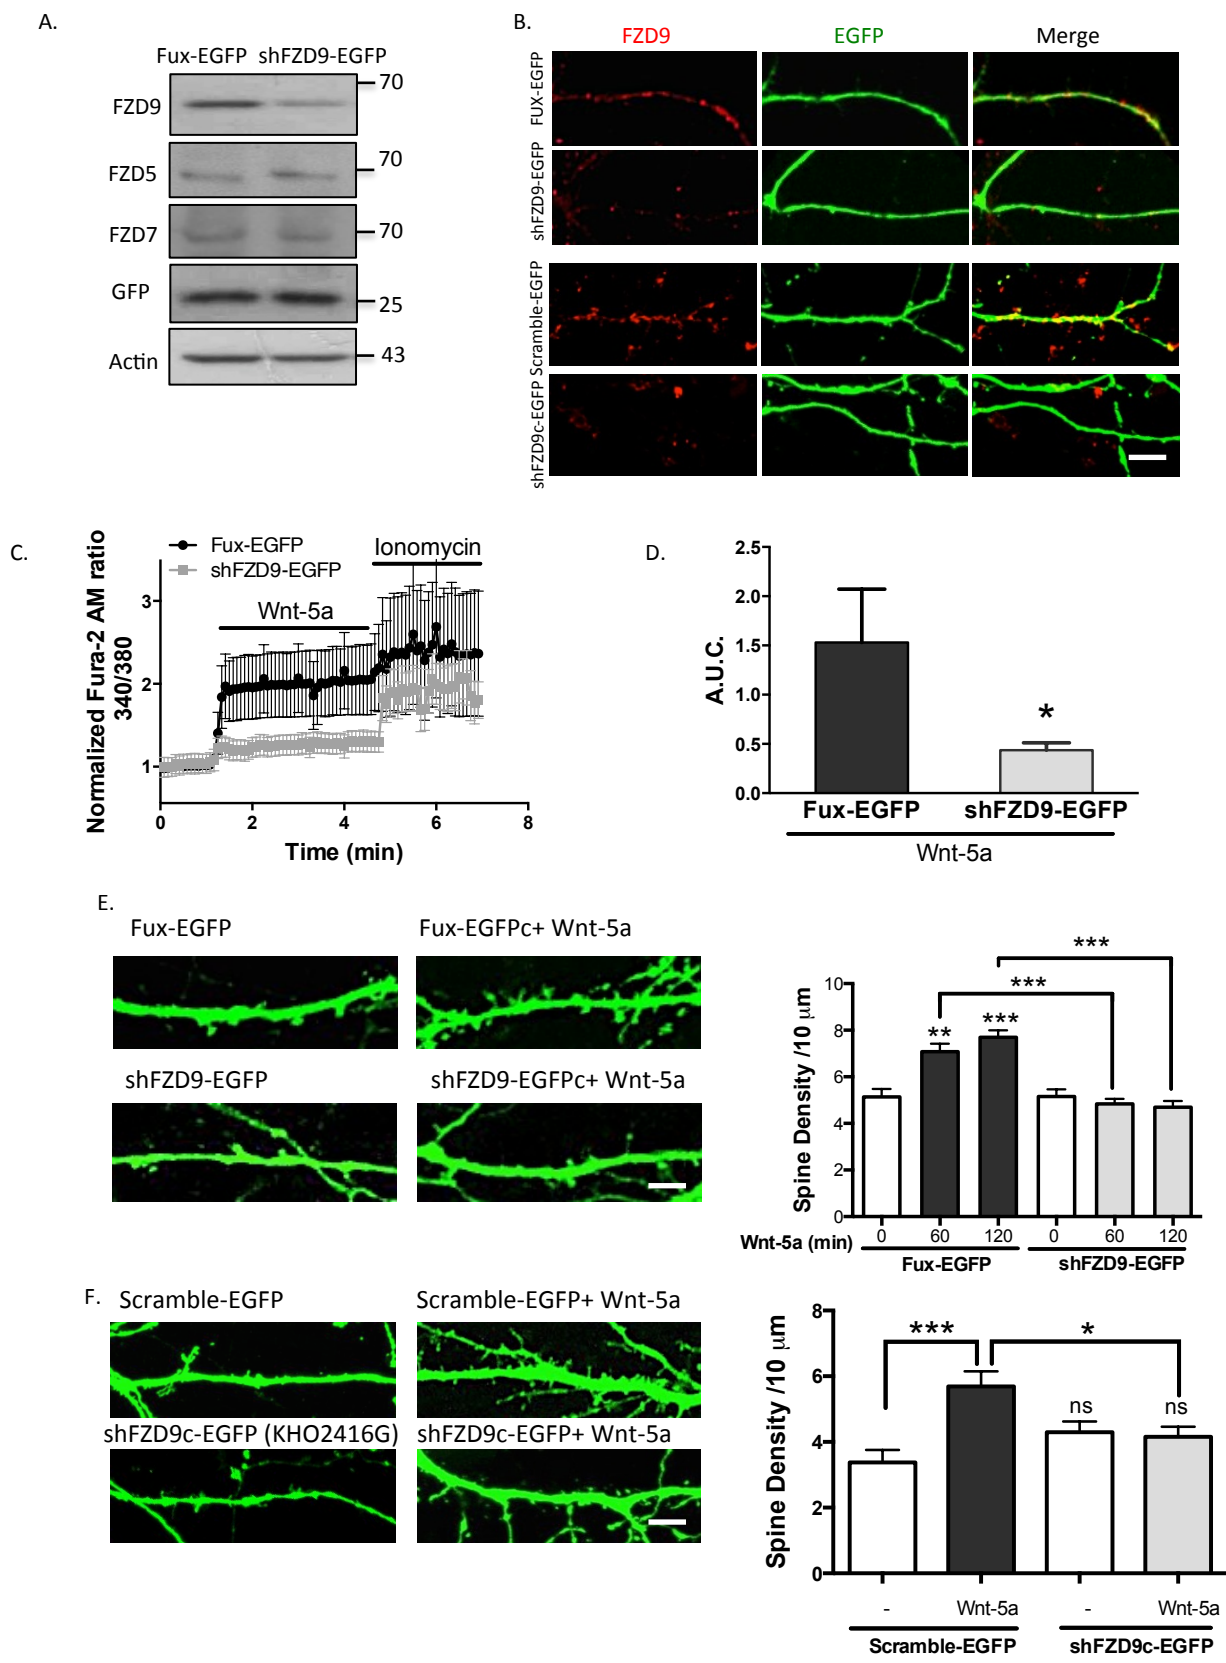 A.
Fux-EGFP shFZD9-EGFP
FZD9
70
FZD5
70
FZD7
70
GFP
25
Actin
43
B.
FZD9 EGFP Merge
FUX-EGFP
shFZD9-EGFP
Scramble-EGFP
shFZD9c-EGFP
C.
Fux-EGFP
shFZD9-EGFP
Ionomycin
Wnt-5a
Normalized Fura-2 AM ratio
340/380
3
2
1
0 2 4 6 8
Time (min)
D.
A.U.C.
2.5
2.0
1.5
1.0
0.5
0.0
*
Fux-EGFP shFZD9-EGFP
Wnt-5a
E.
Fux-EGFP Fux-EGFPc+ Wnt-5a
shFZD9-EGFP shFZD9-EGFPc+ Wnt-5a
Spine Density /10 μm
10
8
6
4
2
0
***
***
** ***
Wnt-5a (min) 0 60 120 0 60 120
Fux-EGFP shFZD9-EGFP
F.
Scramble-EGFP Scramble-EGFP+ Wnt-5a
shFZD9c-EGFP (KHO2416G) shFZD9c-EGFP+ Wnt-5a
Spine Density /10 μm
8
6
4
2
0
*** *
ns ns
- Wnt-5a - Wnt-5a
Scramble-EGFP shFZD9c-EGFP